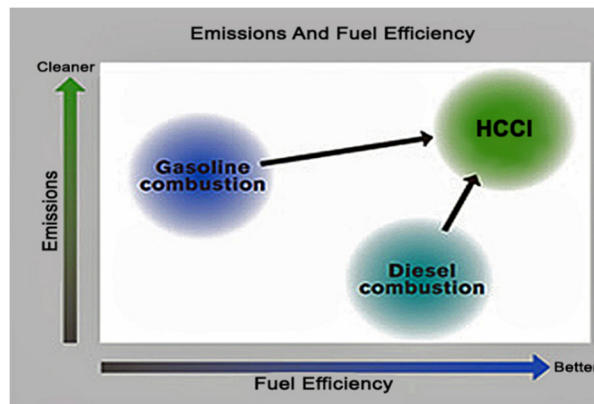 Emissions And Fuel Efficiency
Cleaner
Emissions
Gasoline
combustion
HCCI
Diesel
combustion
Fuel Efficiency
Better